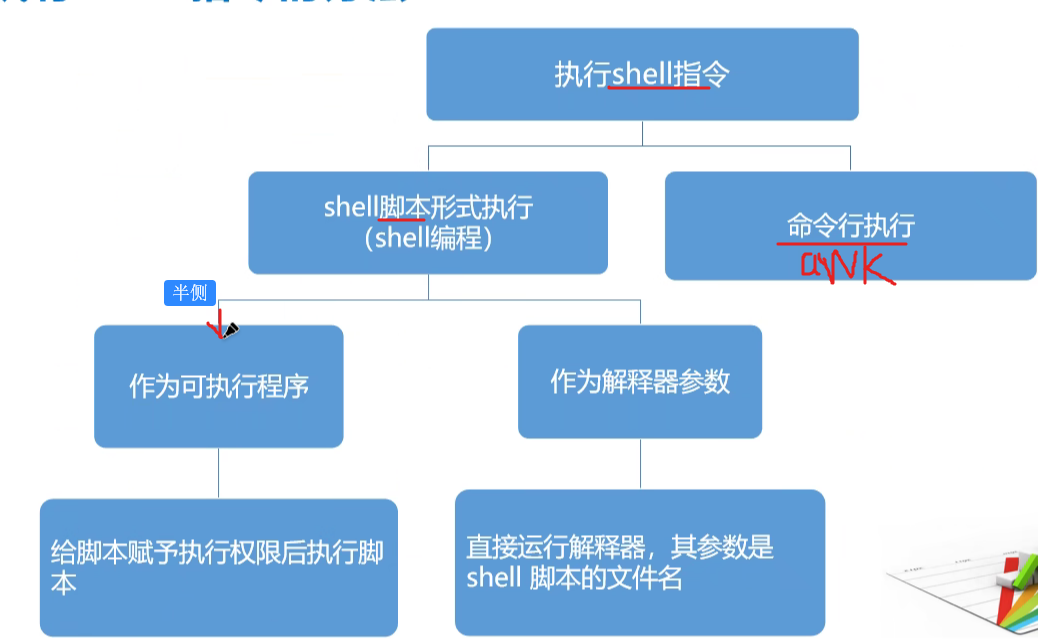 执行shell指令
shell脚本形式执行
（shell编程）
命令行执行
awk
半侧
作为可执行程序
作为解释器参数
给脚本赋予执行权限后执行脚
本
直接运行解释器，其参数是
shell 脚本的文件名